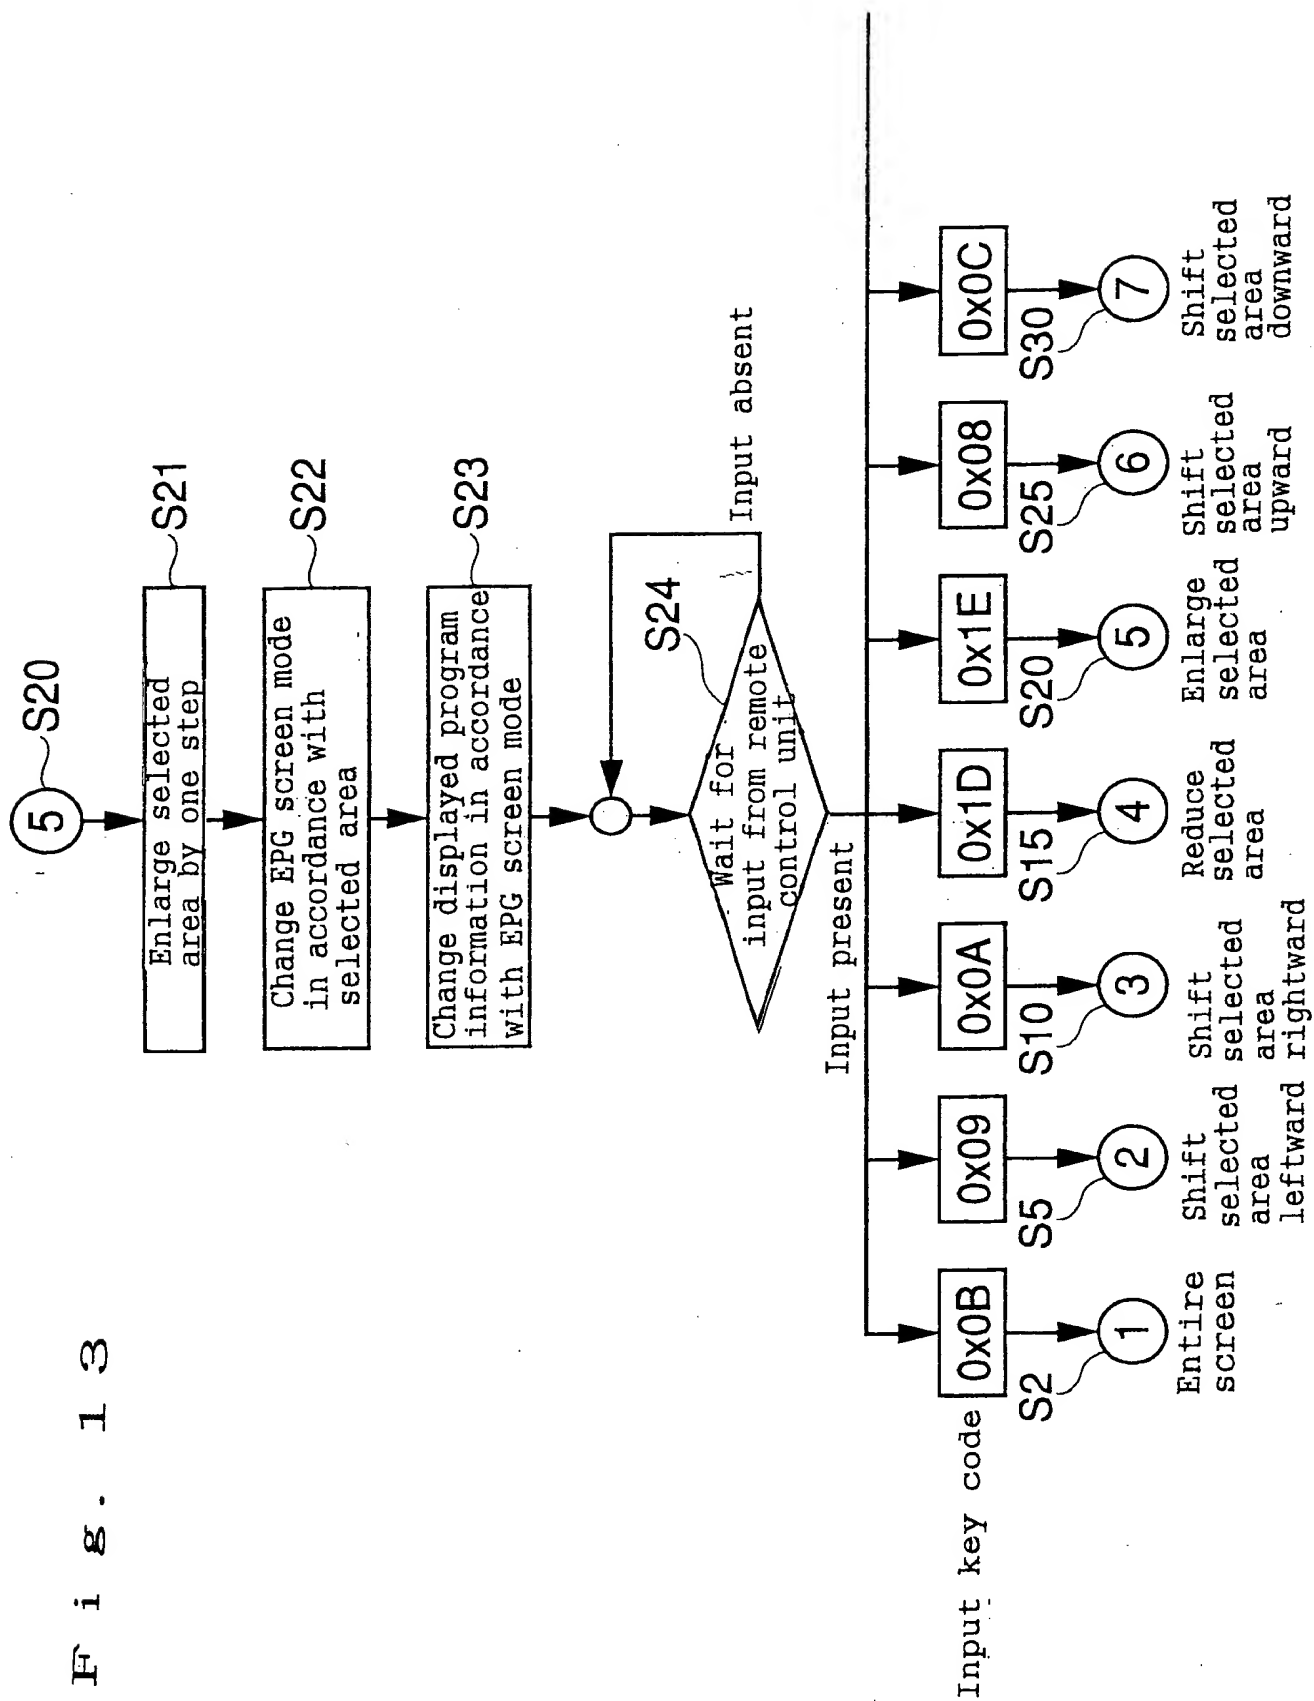 Fig. 13
5
S20
Enlarge selected
area by one step
S21
Change EPG screen mode
in accordance with
selected area
S22
Change displayed program
information in accordance
with EPG screen mode
S23
Wait for
input from remote
control unit
S24
Input absent
Input present
Input key code
0x0B
S2
1
Entire
screen
0x09
S5
2
Shift
selected
area
leftward
0x0A
S10
3
Shift
selected
area
rightward
0x1D
S15
4
Reduce
selected
area
0x1E
S20
5
Enlarge
selected
area
0x08
S25
6
Shift
selected
area
upward
0x0C
S30
7
Shift
selected
area
downward